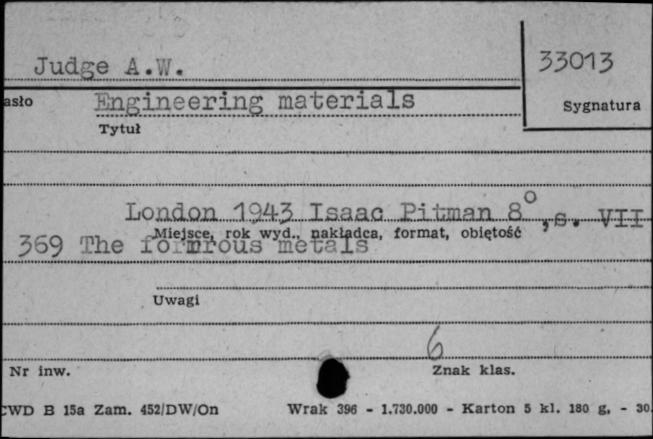 Judge A.W.
33013
asło
Engineering materials
Sygnatura
Tytuł
London 1943 Isaac Pitman 8°, s. VII
Miejsce, rok wyd., nakładca, format, objętość
369 The metals
Uwagi
6
Nr inw.
Znak klas.
CWD B 15a Zam. 452/DW/On Wrak 396 - 1.730.000 - Karton 5 kl. 180 g. - 30.